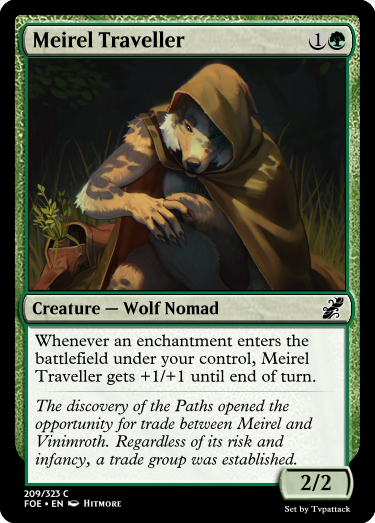 Meirel Traveller 1
Creature — Wolf Nomad
Whenever an enchantment enters the
battlefield under your control, Meirel
Traveller gets +1/+1 until end of turn.
The discovery of the Paths opened the
opportunity for trade between Meirel and
Vinimroth. Regardless of its risk and
infancy, a trade group was established.
2/2
209/323 C
FOE • EN Hitmore
Set by Tvpattack